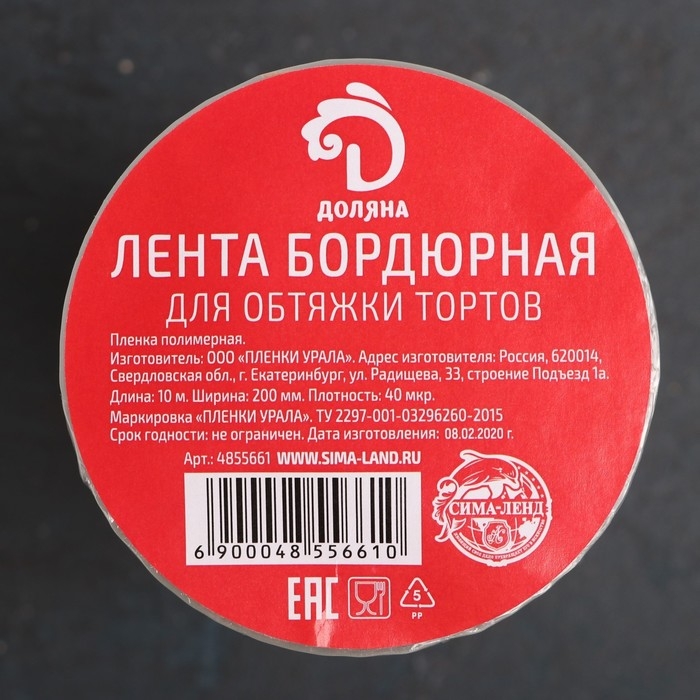 ДОЛЯНА
ЛЕНТА БОРДЮРНАЯ
ДЛЯ ОБТЯЖКИ ТОРТОВ
Пленка полимерная.
Изготовитель: ООО «ПЛЕНКИ УРАЛА». Адрес изготовителя: Россия, 620014,
Свердловская обл., г. Екатеринбург, ул. Радищева, 33, строение Подъезд 1а.
Длина: 10 м. Ширина: 200 мм. Плотность: 40 мкр.
Маркировка «ПЛЕНКИ УРАЛА». ТУ 2297-001-03296260-2015
Срок годности: не ограничен. Дата изготовления: 08.02.2020 г.
Арт.: 4855661 WWW.SIMA-LAND.RU
СИМА-ЛЕНД
6 900048 556610
EAC
5
PP